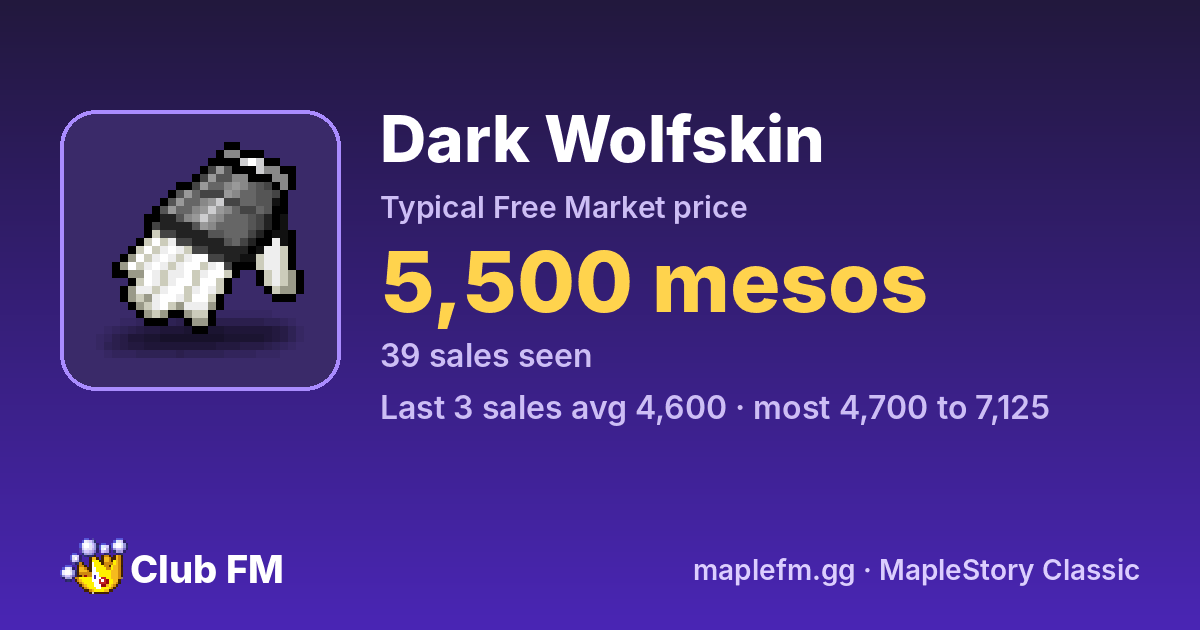 Dark Wolfskin
Typical Free Market price
5,500 mesos
39 sales seen
Last 3 sales avg 4,600 · most 4,700 to 7,125
Club FM
maplefm.gg · MapleStory Classic